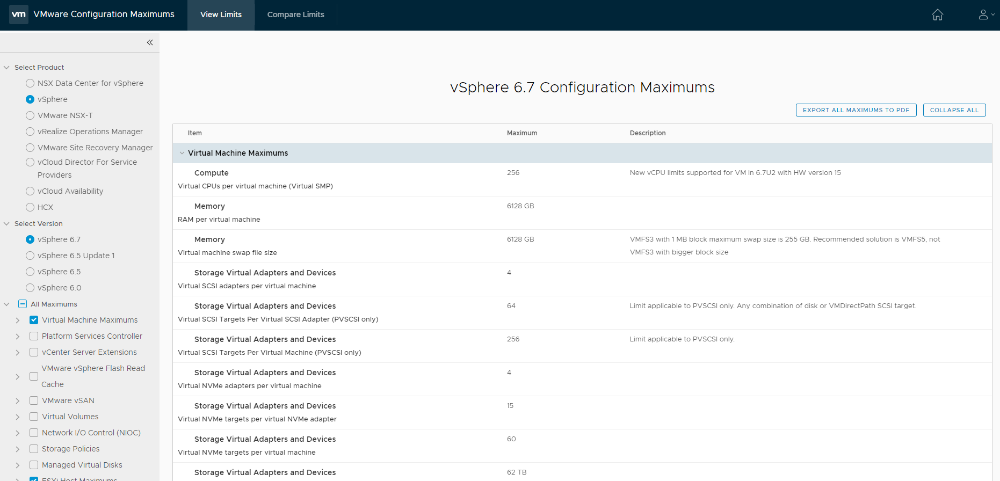 vm VMware Configuration Maximums View Limits Compare Limits
Select Product
NSX Data Center for vSphere
vSphere
VMware NSX-T
vRealize Operations Manager
VMware Site Recovery Manager
vCloud Director For Service
Providers
vCloud Availability
HCX
Select Version
vSphere 6.7
vSphere 6.5 Update 1
vSphere 6.5
vSphere 6.0
All Maximums
Virtual Machine Maximums
Platform Services Controller
vCenter Server Extensions
VMware vSphere Flash Read
Cache
VMware vSAN
Virtual Volumes
Network I/O Control (NIOC)
Storage Policies
Managed Virtual Disks
ESXi Host Maximums
vSphere 6.7 Configuration Maximums
EXPORT ALL MAXIMUMS TO PDF COLLAPSE ALL
Item Maximum Description
Virtual Machine Maximums
Compute 256 New vCPU limits supported for VM in 6.7U2 with HW version 15
Virtual CPUs per virtual machine (Virtual SMP)
Memory 6128 GB
RAM per virtual machine
Memory 6128 GB VMFS3 with 1 MB block maximum swap size is 255 GB. Recommended solution is VMFS5, not
Virtual machine swap file size VMFS3 with bigger block size
Storage Virtual Adapters and Devices 4
Virtual SCSI adapters per virtual machine
Storage Virtual Adapters and Devices 64 Limit applicable to PVSCSI only. Any combination of disk or VMDirectPath SCSI target.
Virtual SCSI Targets Per Virtual SCSI Adapter (PVSCSI only)
Storage Virtual Adapters and Devices 256 Limit applicable to PVSCSI only.
Virtual SCSI Targets Per Virtual Machine (PVSCSI only)
Storage Virtual Adapters and Devices 4
Virtual NVMe adapters per virtual machine
Storage Virtual Adapters and Devices 15
Virtual NVMe targets per virtual NVMe adapter
Storage Virtual Adapters and Devices 60
Virtual NVMe targets per virtual machine
Storage Virtual Adapters and Devices 62 TB